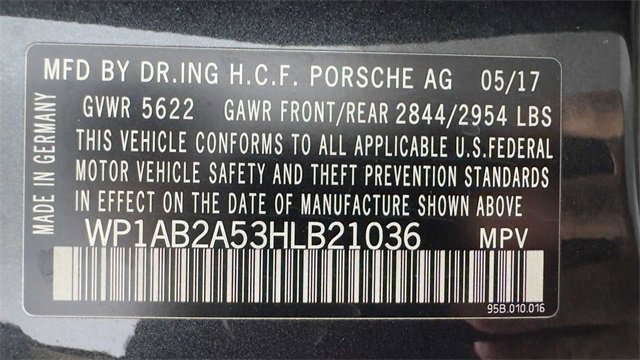 MFD BY DR.ING H.C.F. PORSCHE AG 05/17
GVWR 5622 GAWR FRONT/REAR 2844/2954 LBS
THIS VEHICLE CONFORMS TO ALL APPLICABLE U.S.FEDERAL
MOTOR VEHICLE SAFETY AND THEFT PREVENTION STANDARDS
IN EFFECT ON THE DATE OF MANUFACTURE SHOWN ABOVE
WP1AB2A53HLB21036 MPV
95B.010.016
MADE IN GERMANY